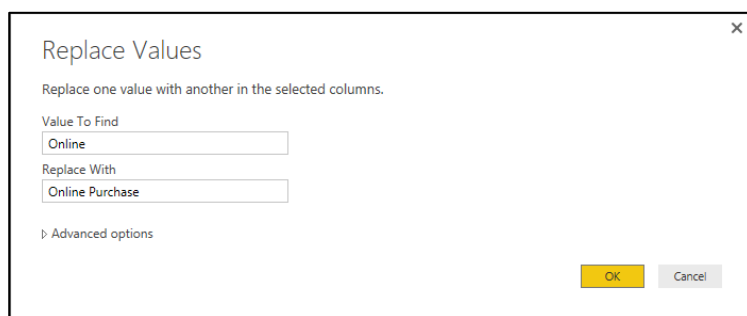 Replace Values
Replace one value with another in the selected columns.
Value To Find
Online
Replace With
Online Purchase
Advanced options
OK Cancel